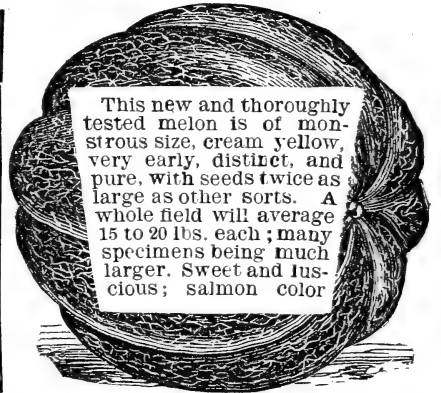 This new and thoroughly
tested melon is of mon-
strous size, cream yellow,
very early, distinct, and
pure, with seeds twice as
large as other sorts. A
whole field will average
15 to 20 lbs. each ; many
specimens being much
larger. Sweet and lus-
cious ; salmon color